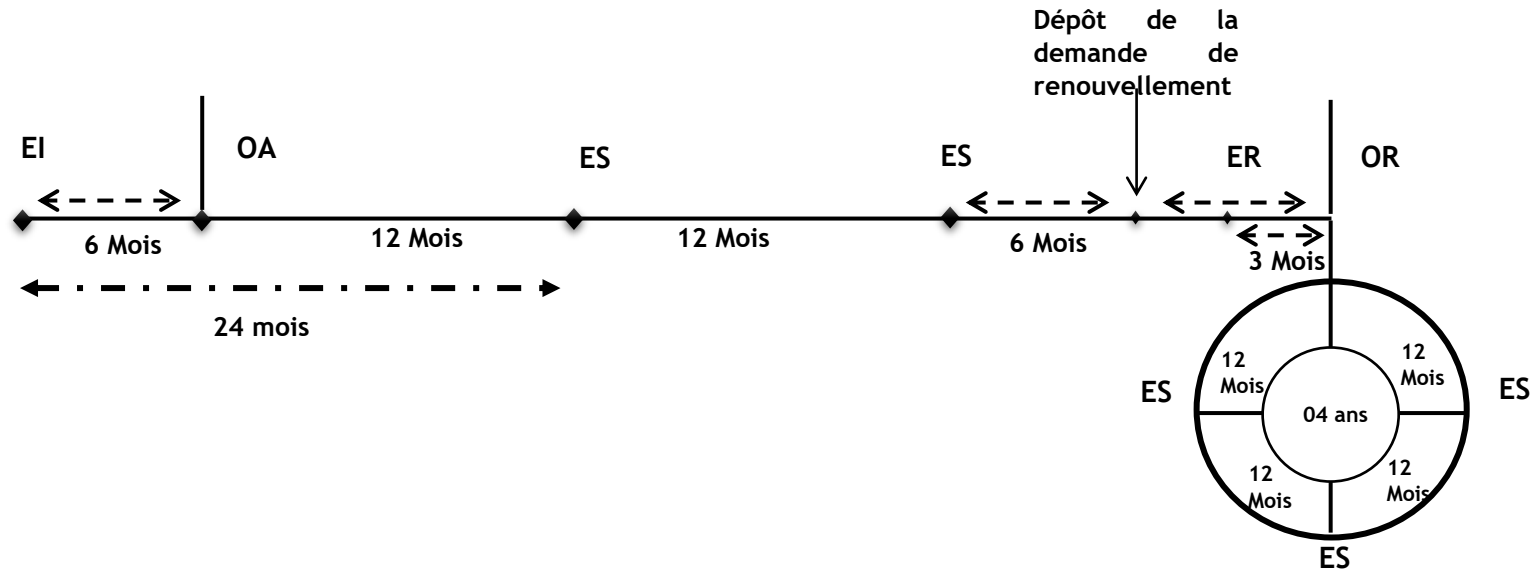 Dépôt de la
demande de
renouvellement
EI
OA
ES
ES
ER
OR
6 Mois
12 Mois
12 Mois
6 Mois
3 Mois
24 mois
12
Mois
12
Mois
ES
04 ans
ES
12
Mois
12
Mois
ES